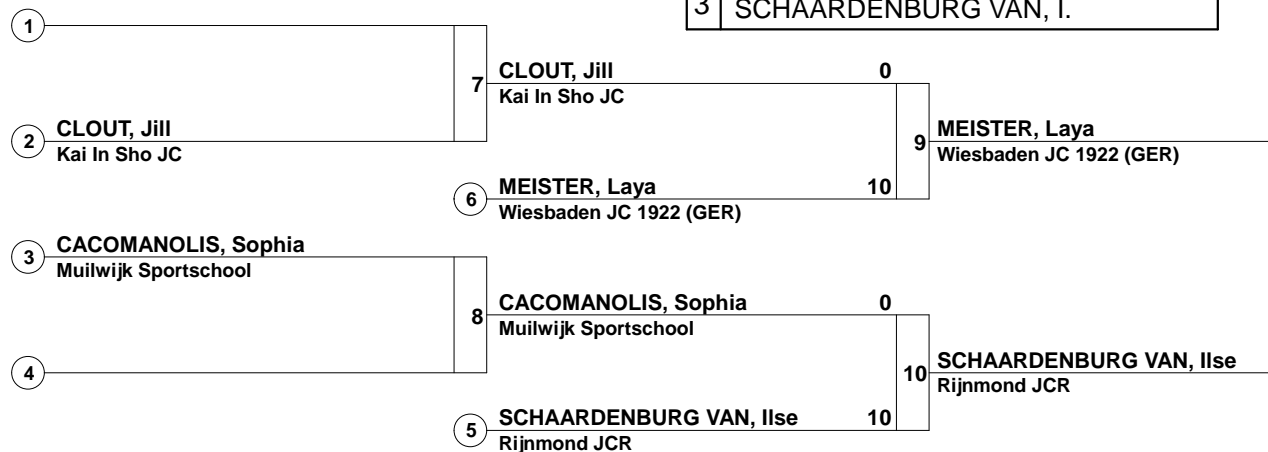 3 SCHAARDENBURG VAN, I.
1
7 CLOUT, Jill 0
Kai In Sho JC
2 CLOUT, Jill
Kai In Sho JC
9 MEISTER, Laya
Wiesbaden JC 1922 (GER)
6 MEISTER, Laya 10
Wiesbaden JC 1922 (GER)
3 CACOMANOLIS, Sophia
Muilwijk Sportschool
8 CACOMANOLIS, Sophia 0
Muilwijk Sportschool
4
10 SCHAARDENBURG VAN, Ilse
Rijnmond JCR
5 SCHAARDENBURG VAN, Ilse 10
Rijnmond JCR